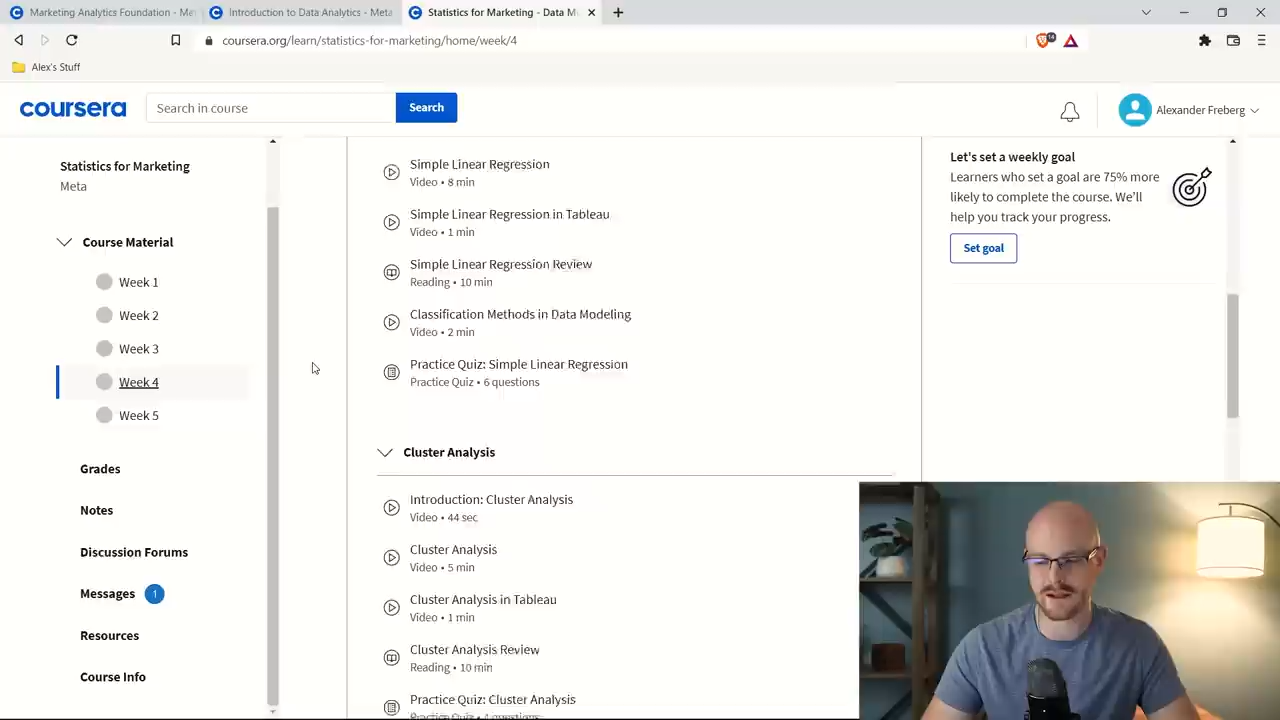 Marketing Analytics Foundation - Met
Introduction to Data Analytics - Meta
Statistics for Marketing - Data M
coursera.org/learn/statistics-for-marketing/home/week/4
Alex's Stuff
coursera
Search in course
Search
Alexander Freberg
Statistics for Marketing
Meta
Course Material
Week 1
Week 2
Week 3
Week 4
Week 5
Grades
Notes
Discussion Forums
Messages 1
Resources
Course Info
Simple Linear Regression
Video • 8 min
Simple Linear Regression in Tableau
Video • 1 min
Simple Linear Regression Review
Reading • 10 min
Classification Methods in Data Modeling
Video • 2 min
Practice Quiz: Simple Linear Regression
Practice Quiz • 6 questions
Cluster Analysis
Introduction: Cluster Analysis
Video • 44 sec
Cluster Analysis
Video • 5 min
Cluster Analysis in Tableau
Video • 1 min
Cluster Analysis Review
Reading • 10 min
Practice Quiz: Cluster Analysis
Practice Quiz • 4 questions
Let's set a weekly goal
Learners who set a goal are 75% more
likely to complete the course. We'll
help you track your progress.
Set goal